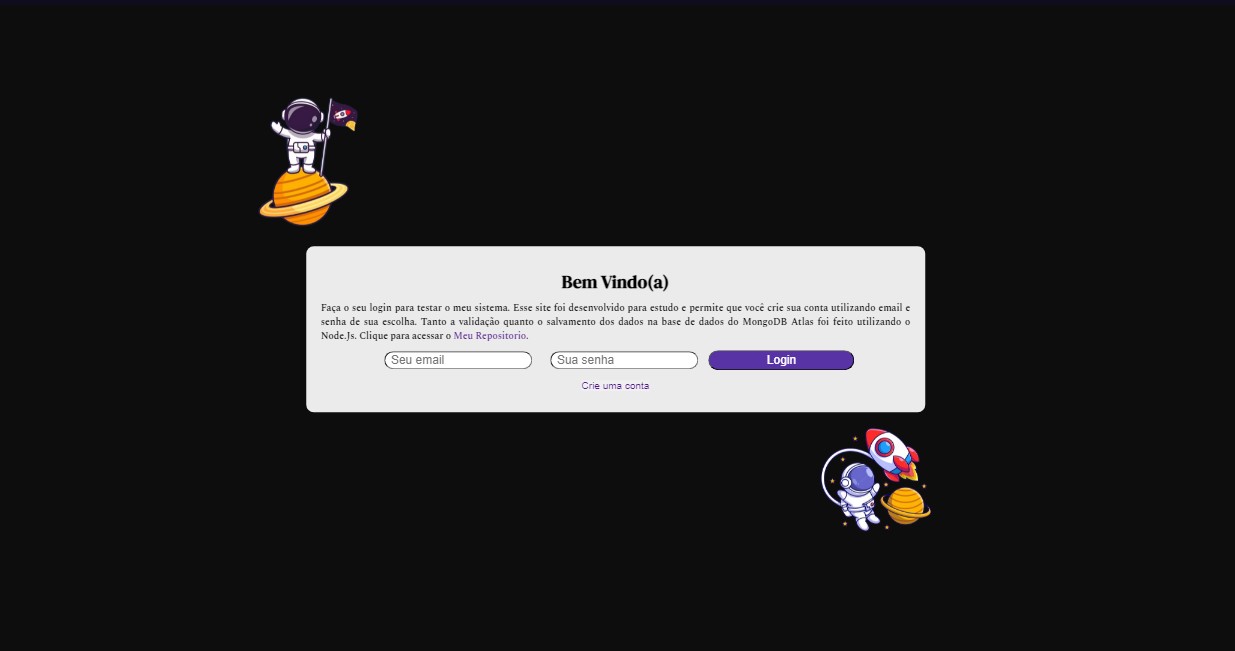 Bem Vindo(a)
Faça o seu login para testar o meu sistema. Esse site foi desenvolvido para estudo e permite que você crie sua conta utilizando email e
senha de sua escolha. Tanto a validação quanto o salvamento dos dados na base de dados do MongoDB Atlas foi feito utilizando o
Node.Js. Clique para acessar o Meu Repositorio.
Seu email Sua senha Login
Crie uma conta